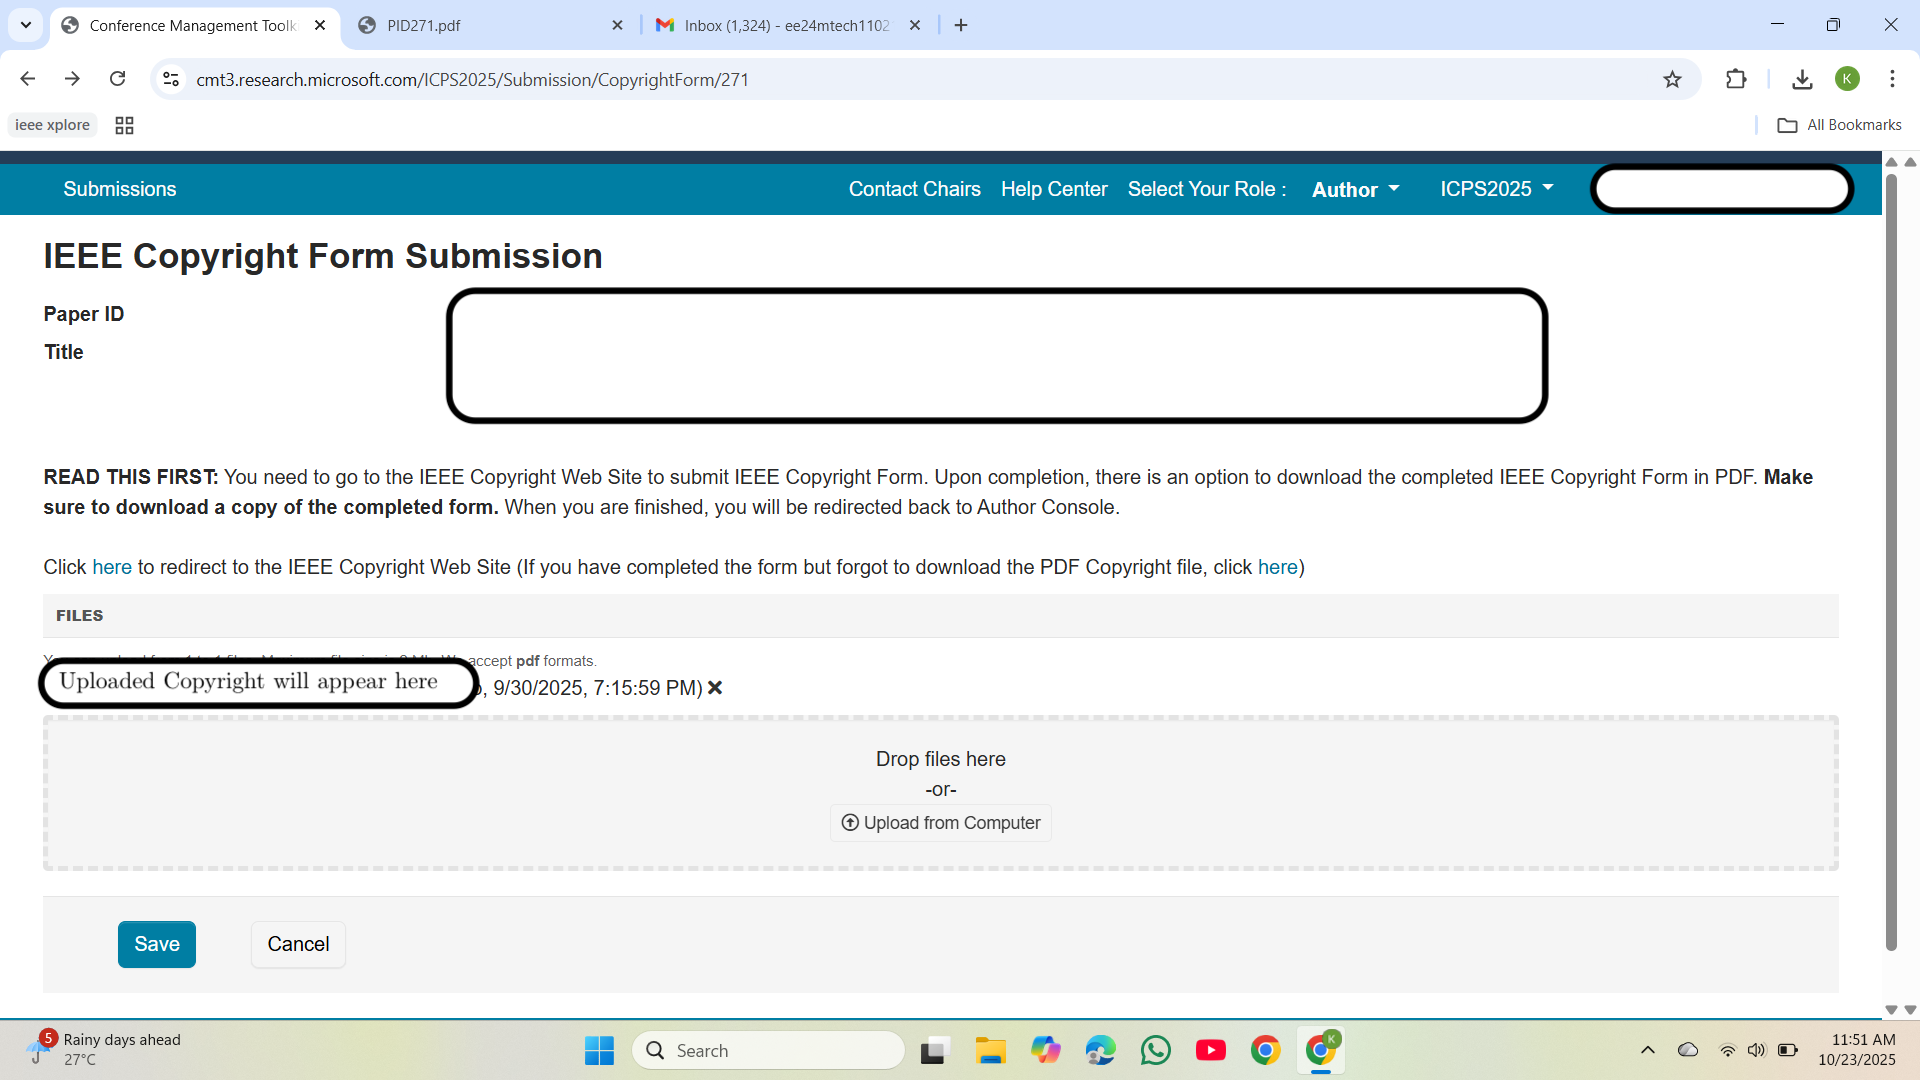 Conference Management Toolk
PID271.pdf
Inbox (1,324) - ee24mtech1102
cmt3.research.microsoft.com/ICPS2025/Submission/CopyrightForm/271
K
ieee xplore
All Bookmarks
Submissions
Contact Chairs
Help Center
Select Your Role :
Author
ICPS2025
IEEE Copyright Form Submission
Paper ID
Title
READ THIS FIRST: You need to go to the IEEE Copyright Web Site to submit IEEE Copyright Form. Upon completion, there is an option to download the completed IEEE Copyright Form in PDF. Make
sure to download a copy of the completed form. When you are finished, you will be redirected back to Author Console.
Click here to redirect to the IEEE Copyright Web Site (If you have completed the form but forgot to download the PDF Copyright file, click here)
FILES
accept pdf formats.
Uploaded Copyright will appear here
, 9/30/2025, 7:15:59 PM)
Drop files here
-or-
Upload from Computer
Save
Cancel
5
Rainy days ahead
27°C
Search
K
11:51 AM
10/23/2025